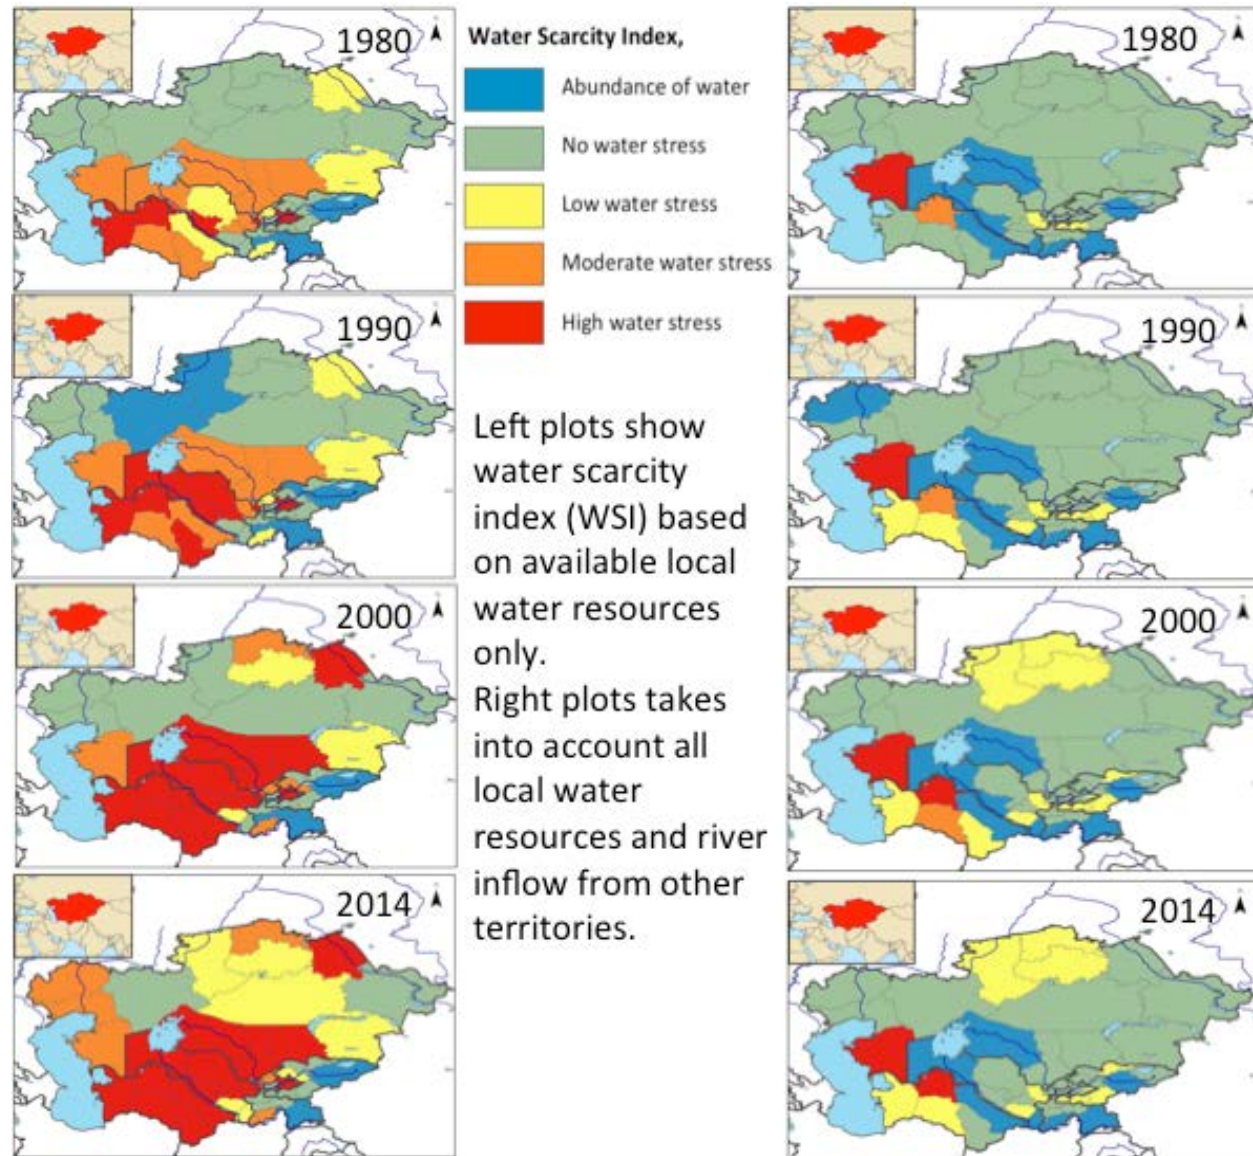 1980
Water Scarcity Index,
Abundance of water
No water stress
Low water stress
Moderate water stress
High water stress
1980
1990
1990
Left plots show
water scarcity
index (WSI) based
on available local
water resources
only.
Right plots takes
into account all
local water
resources and river
inflow from other
territories.
2000
2000
2014
2014